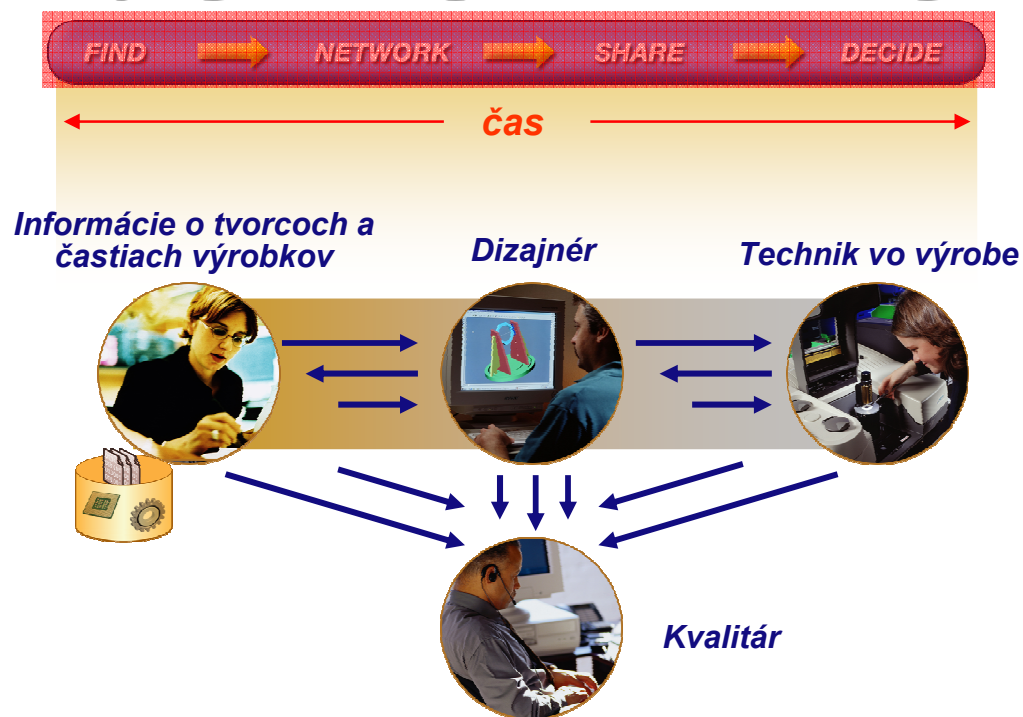 FIND NETWORK SHARE DECIDE
čas
Informácie o tvorcoch a
častiach výrobkov
Dizajnér
Technik vo výrobe
Kvalitár